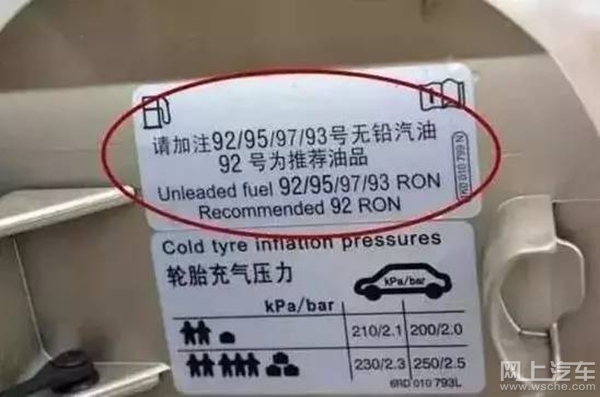 请加注92/95/97/93号无铅汽油
92 号为推荐油品
Unleaded fuel 92/95/97/93 RON
Recommended 92 RON
Cold tyre inflation pressures
轮胎充气压力
kPa/bar
kPa/bar
210/2.1 200/2.0
230/2.3 250/2.5
6RD 010 793L
网上汽车
www.wsche.com